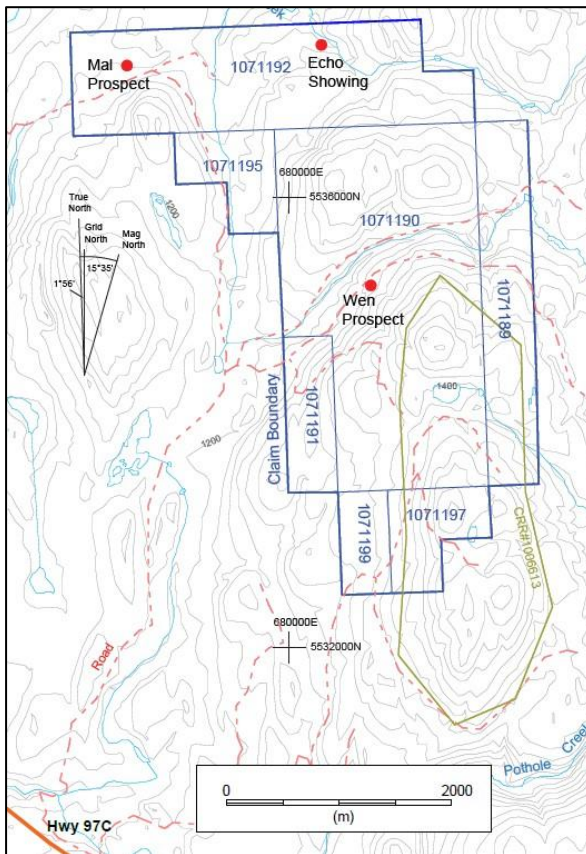 ek
Mal
Prospect
Echo
Showing
1071192
1071195
680000E
5536000N
1071190
1200
True
North
Grid
North
Mag
North
15°35'
1°56'
Wen
Prospect
1071189
1400
1071191
Claim Boundary
1200
1071199
1071197
CRR#1006613
680000E
5532000N
Road
Pothole
Creek
0
2000
(m)
Hwy 97C